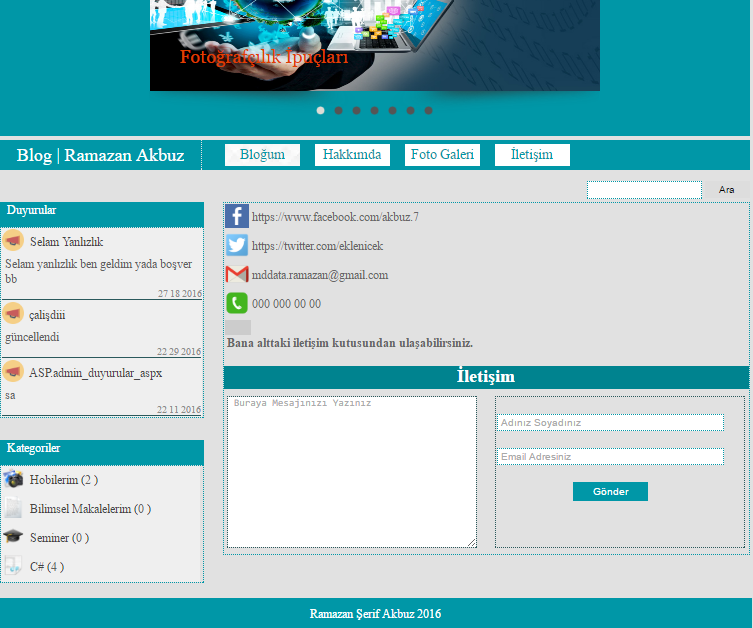 Fotoğrafçılık İpuçları
Blog | Ramazan Akbuz
Bloğum
Hakkımda
Foto Galeri
İletişim
Ara
Duyurular
Selam Yanlızlık
Selam yanlızlık ben geldim yada boşver
bb
27 18 2016
çalişdiii
güncellendi
22 29 2016
ASP.admin_duyurular_aspx
sa
22 11 2016
Kategoriler
Hobilerim (2 )
Bilimsel Makalelerim (0 )
Seminer (0 )
C# (4 )
https://www.facebook.com/akbuz.7
https://twitter.com/eklenicek
mddata.ramazan@gmail.com
000 000 00 00
Bana alttaki iletişim kutusundan ulaşabilirsiniz.
İletişim
Buraya Mesajınızı Yazınız
Adınız Soyadınız
Email Adresiniz
Gönder
Ramazan Şerif Akbuz 2016